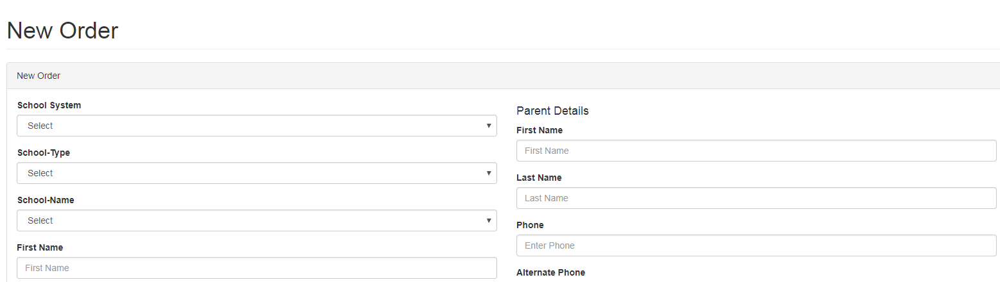 New Order
New Order
School System
Select
School-Type
Select
School-Name
Select
First Name
First Name
Parent Details
First Name
First Name
Last Name
Last Name
Phone
Enter Phone
Alternate Phone